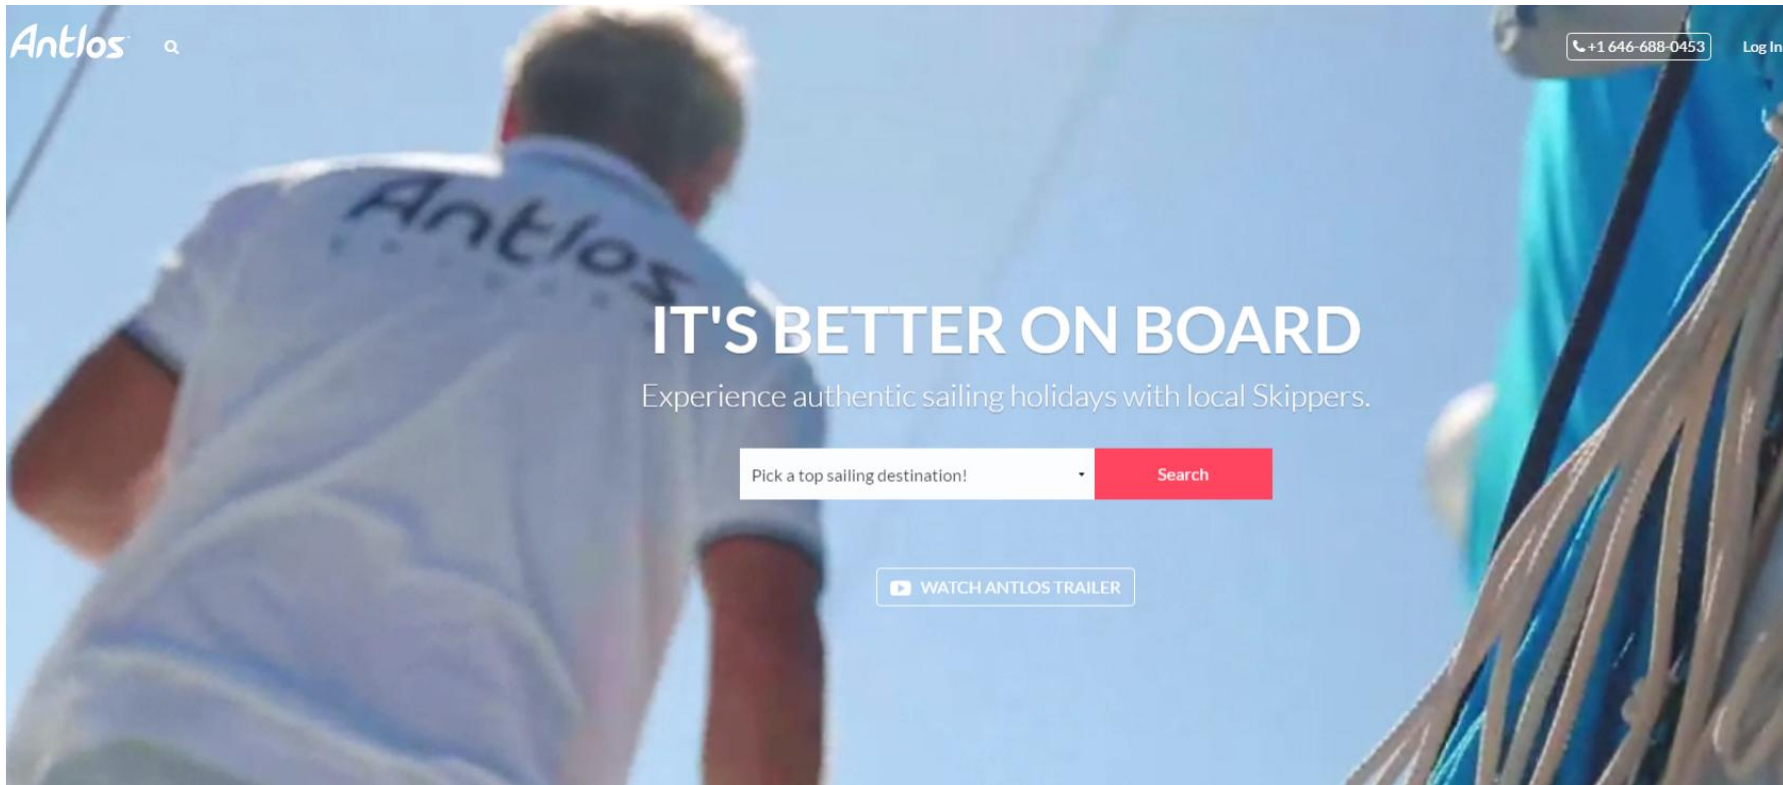 Antlos
+1 646-688-0453
Log In
Antlos
IT'S BETTER ON BOARD
Experience authentic sailing holidays with local Skippers.
Pick a top sailing destination!
Search
WATCH ANTLOS TRAILER